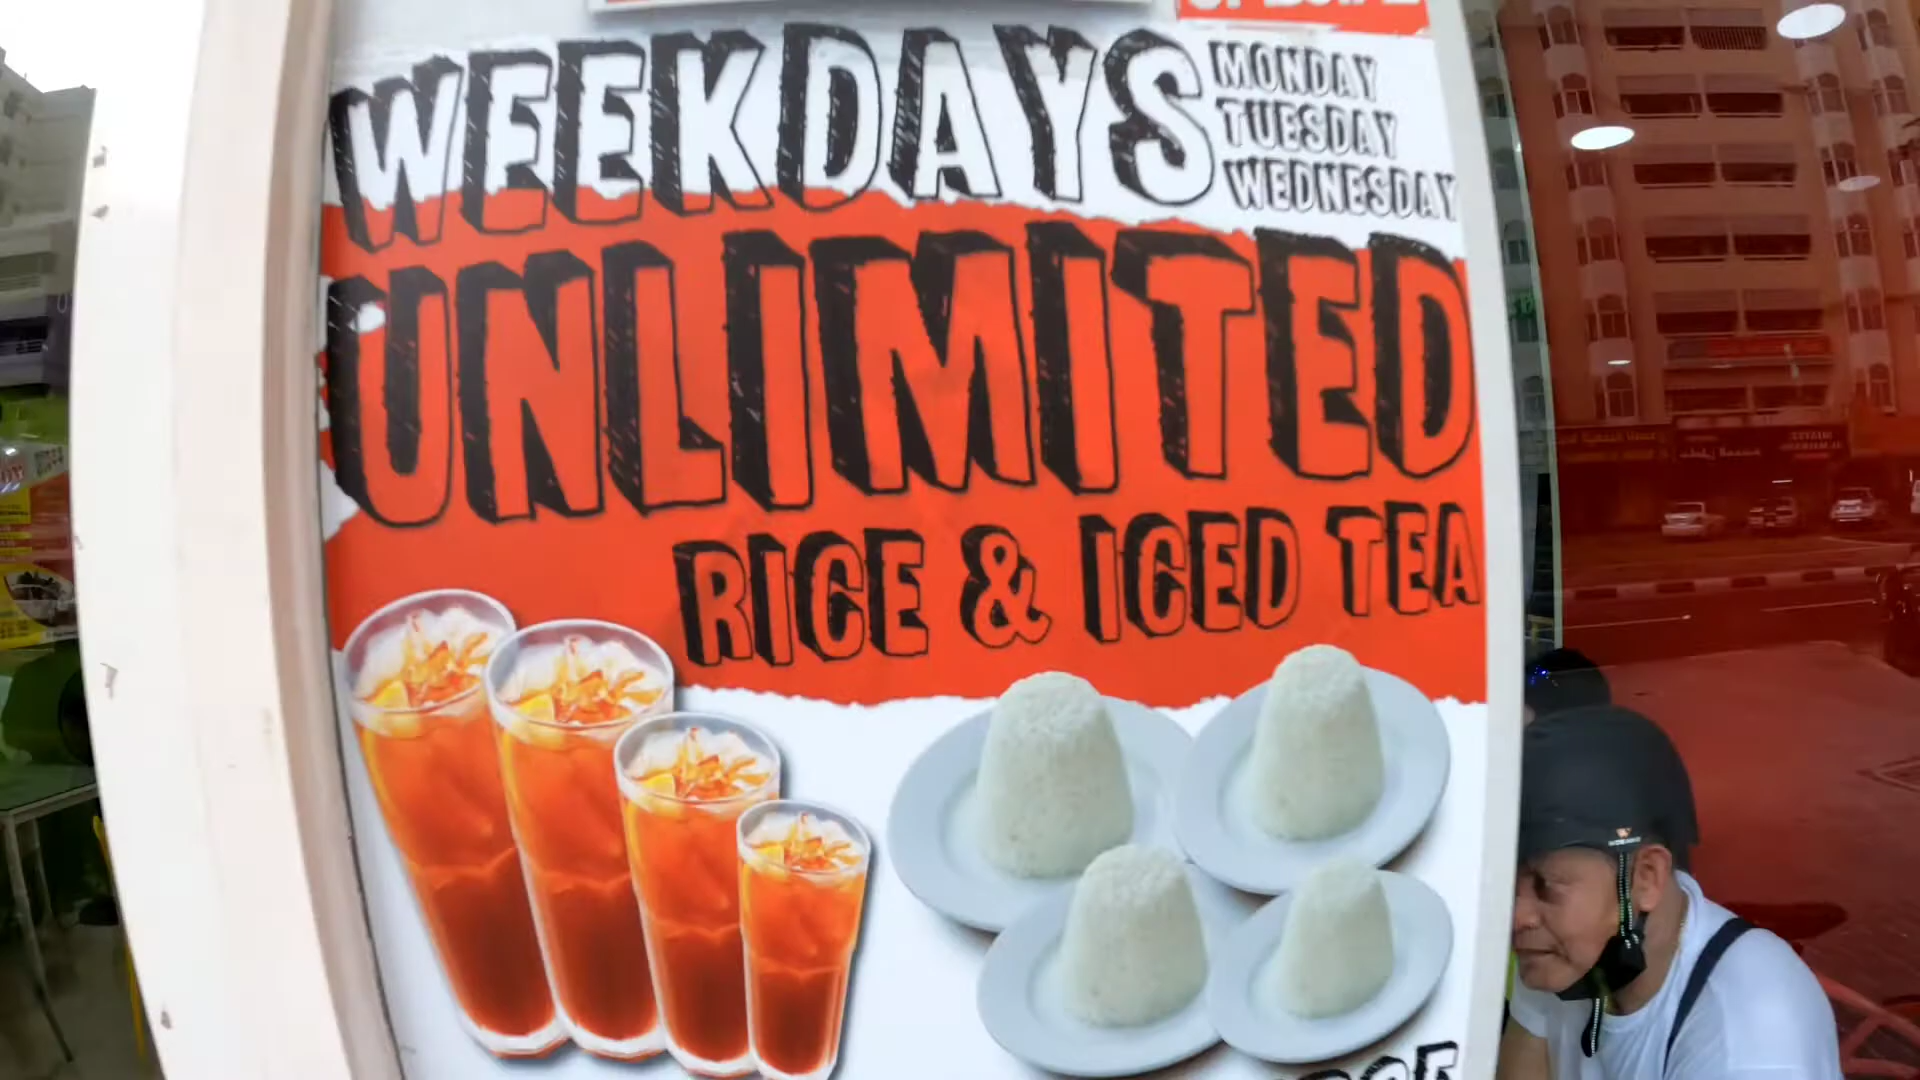 WEEKDAYS
MONDAY
TUESDAY
WEDNESDAY
UNLIMITED
RICE & ICED TEA